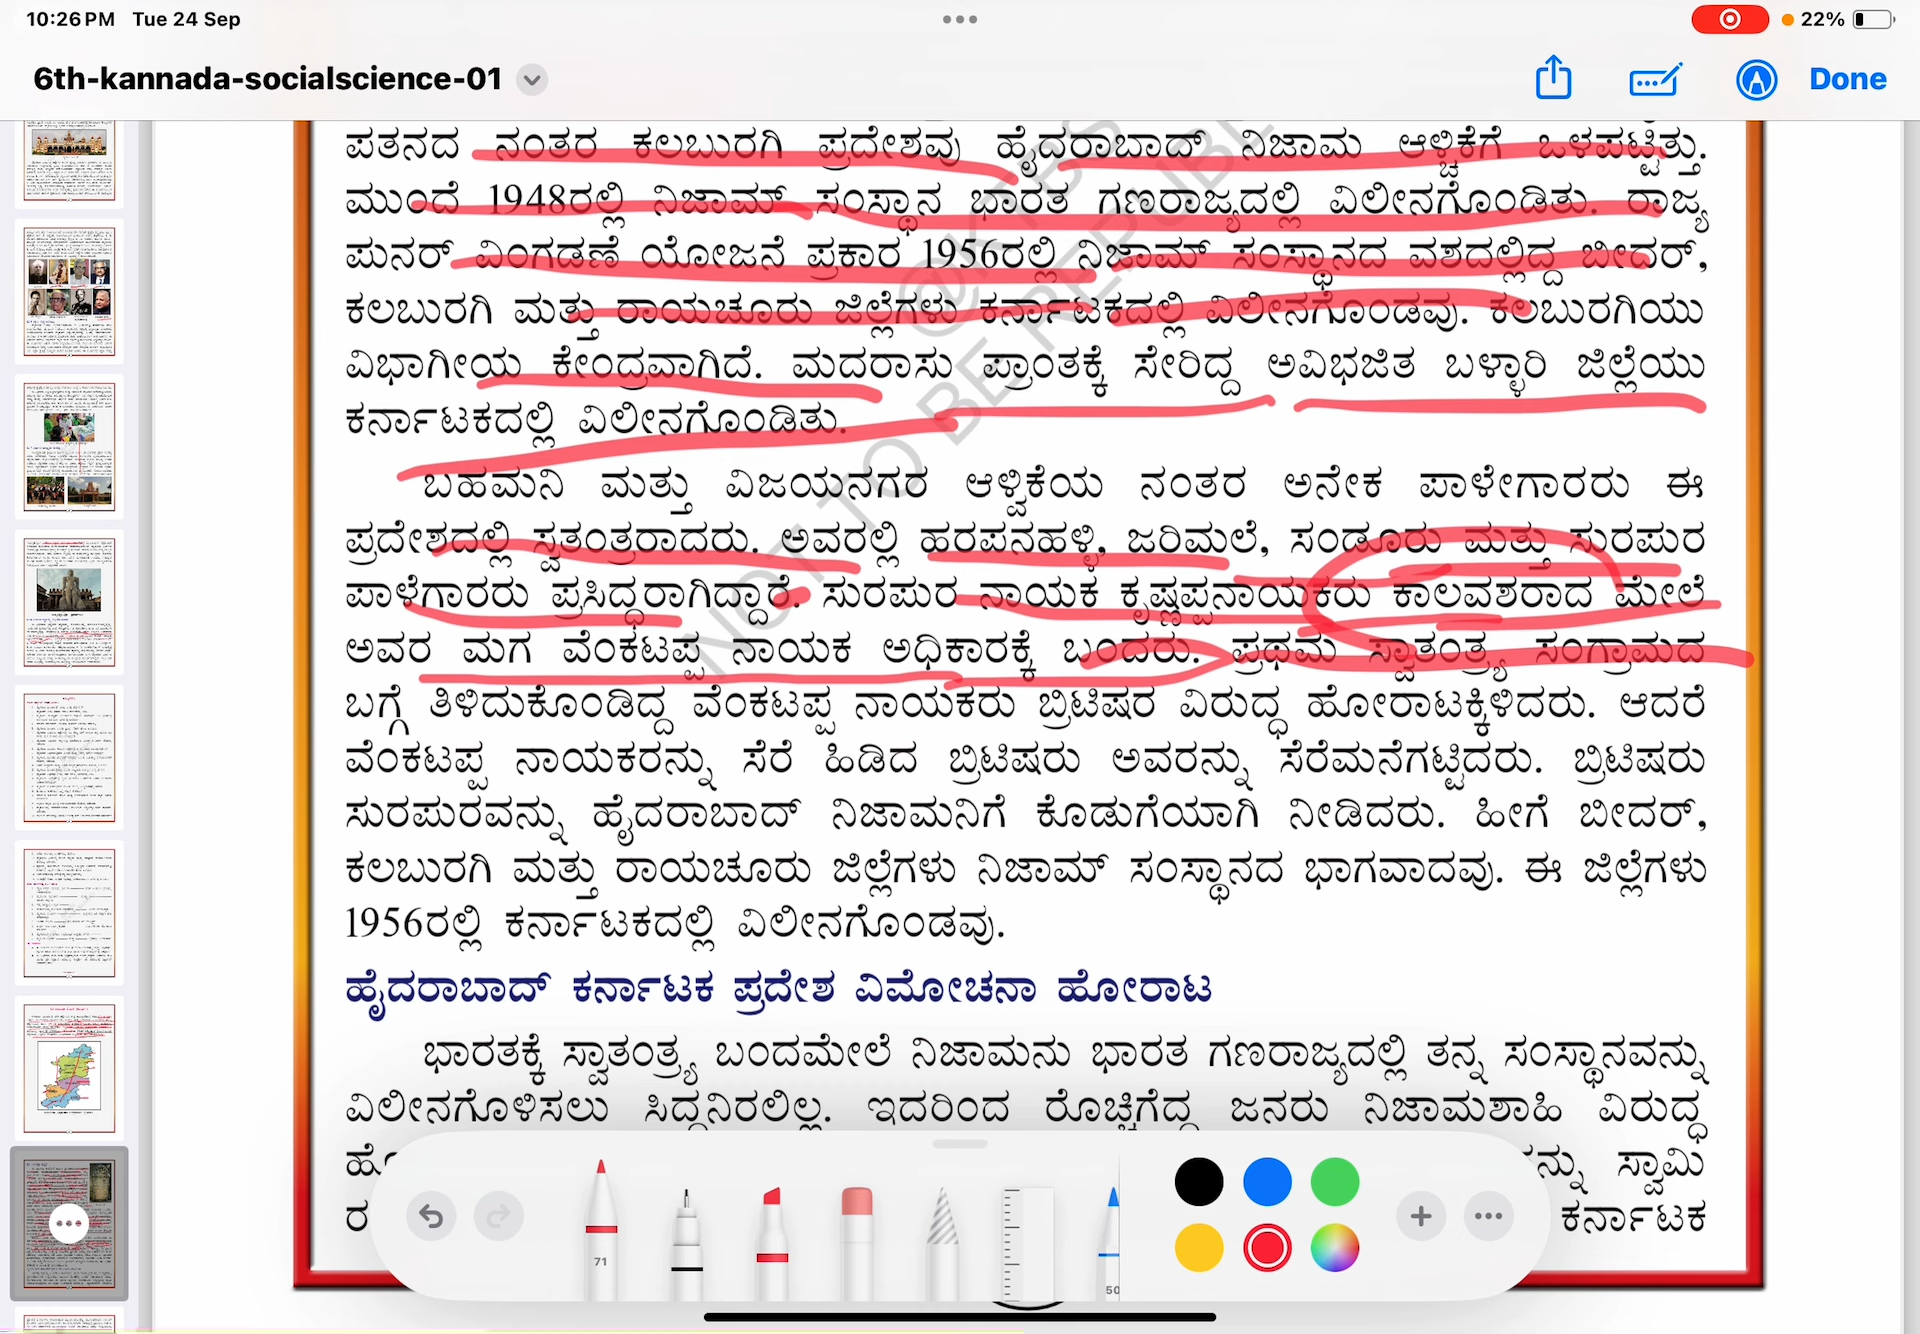 10:26 PM Tue 24 Sep
22%
6th-kannada-socialscience-01
Done
ಪತನದ ನಂತರ ಕಲಬುರಗಿ ಪ್ರದೇಶವು ಹೈದರಾಬಾದ್ ನಿಜಾಮ ಆಳ್ವಿಕೆಗೆ ಒಳಪಟ್ಟಿತ್ತು.
ಮುಂದೆ 1948ರಲ್ಲಿ ನಿಜಾಮ್ ಸಂಸ್ಥಾನ ಭಾರತ ಗಣರಾಜ್ಯದಲ್ಲಿ ವಿಲೀನಗೊಂಡಿತು. ರಾಜ್ಯ
ಪುನರ್ ವಿಂಗಡಣೆ ಯೋಜನೆ ಪ್ರಕಾರ 1956ರಲ್ಲಿ ನಿಜಾಮ್ ಸಂಸ್ಥಾನದ ವಶದಲ್ಲಿದ್ದ ಬೀದರ್,
ಕಲಬುರಗಿ ಮತ್ತು ರಾಯಚೂರು ಜಿಲ್ಲೆಗಳು ಕರ್ನಾಟಕದಲ್ಲಿ ವಿಲೀನಗೊಂಡವು. ಕಲಬುರಗಿಯು
ವಿಭಾಗೀಯ ಕೇಂದ್ರವಾಗಿದೆ. ಮದರಾಸು ಪ್ರಾಂತಕ್ಕೆ ಸೇರಿದ್ದ ಅವಿಭಜಿತ ಬಳ್ಳಾರಿ ಜಿಲ್ಲೆಯು
ಕರ್ನಾಟಕದಲ್ಲಿ ವಿಲೀನಗೊಂಡಿತು.
ಬಹಮನಿ ಮತ್ತು ವಿಜಯನಗರ ಆಳ್ವಿಕೆಯ ನಂತರ ಅನೇಕ ಪಾಳೇಗಾರರು ಈ
ಪ್ರದೇಶದಲ್ಲಿ ಸ್ವತಂತ್ರರಾದರು. ಅವರಲ್ಲಿ ಹರಪನಹಳ್ಳಿ, ಜರಿಮಲೆ, ಸಂಡೂರು ಮತ್ತು ಸುರಪುರ
ಪಾಳೆಗಾರರು ಪ್ರಸಿದ್ಧರಾಗಿದ್ದಾರೆ. ಸುರಪುರ ನಾಯಕ ಕೃಷ್ಣಪ್ಪನಾಯಕರು ಕಾಲವಶರಾದ ಮೇಲೆ
ಅವರ ಮಗ ವೆಂಕಟಪ್ಪ ನಾಯಕ ಅಧಿಕಾರಕ್ಕೆ ಬಂದರು. ಪ್ರಥಮ ಸ್ವಾತಂತ್ರ್ಯ ಸಂಗ್ರಾಮದ
ಬಗ್ಗೆ ತಿಳಿದುಕೊಂಡಿದ್ದ ವೆಂಕಟಪ್ಪ ನಾಯಕರು ಬ್ರಿಟಿಷರ ವಿರುದ್ಧ ಹೋರಾಟಕ್ಕಿಳಿದರು. ಆದರೆ
ವೆಂಕಟಪ್ಪ ನಾಯಕರನ್ನು ಸೆರೆ ಹಿಡಿದ ಬ್ರಿಟಿಷರು ಅವರನ್ನು ಸೆರೆಮನೆಗಟ್ಟಿದರು. ಬ್ರಿಟಿಷರು
ಸುರಪುರವನ್ನು ಹೈದರಾಬಾದ್ ನಿಜಾಮನಿಗೆ ಕೊಡುಗೆಯಾಗಿ ನೀಡಿದರು. ಹೀಗೆ ಬೀದರ್,
ಕಲಬುರಗಿ ಮತ್ತು ರಾಯಚೂರು ಜಿಲ್ಲೆಗಳು ನಿಜಾಮ್ ಸಂಸ್ಥಾನದ ಭಾಗವಾದವು. ಈ ಜಿಲ್ಲೆಗಳು
1956ರಲ್ಲಿ ಕರ್ನಾಟಕದಲ್ಲಿ ವಿಲೀನಗೊಂಡವು.
ಹೈದರಾಬಾದ್ ಕರ್ನಾಟಕ ಪ್ರದೇಶ ವಿಮೋಚನಾ ಹೋರಾಟ
ಭಾರತಕ್ಕೆ ಸ್ವಾತಂತ್ರ್ಯ ಬಂದಮೇಲೆ ನಿಜಾಮನು ಭಾರತ ಗಣರಾಜ್ಯದಲ್ಲಿ ತನ್ನ ಸಂಸ್ಥಾನವನ್ನು
ವಿಲೀನಗೊಳಿಸಲು ಸಿದ್ಧನಿರಲಿಲ್ಲ. ಇದರಿಂದ ರೊಚ್ಚಿಗೆದ್ದ ಜನರು ನಿಜಾಮಶಾಹಿ ವಿರುದ್ಧ
ಸ್ವಾಮಿ
ಕರ್ನಾಟಕ
71
50
NOT TO BE REPUB